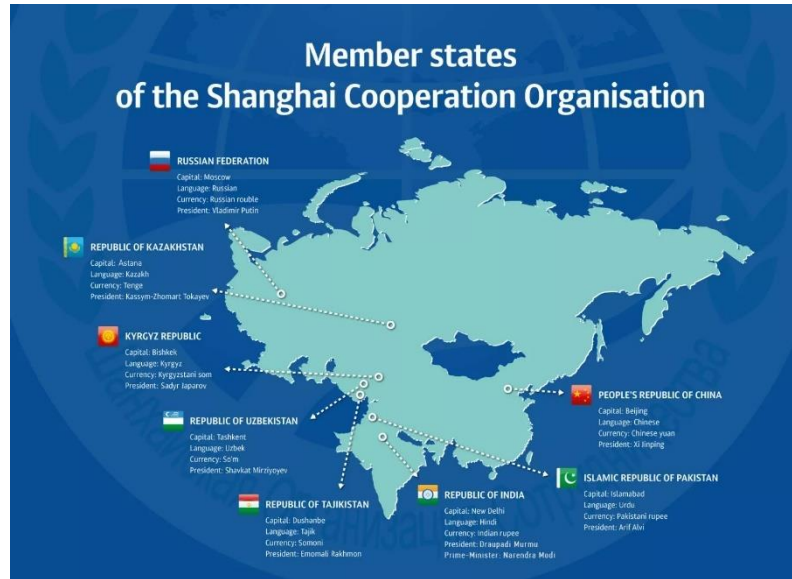 Member states
of the Shanghai Cooperation Organisation
RUSSIAN FEDERATION
Capital: Moscow
Language: Russian
Currency: Russian rouble
President: Vladimir Putin
REPUBLIC OF KAZAKHSTAN
Capital: Astana
Language: Kazakh
Currency: Tenge
President: Kassym-Zhomart Tokayev
KYRGYZ REPUBLIC
Capital: Bishkek
Language: Kyrgyz
Currency: Kyrgyzstani som
President: Sadyr Japarov
REPUBLIC OF UZBEKISTAN
Capital: Tashkent
Language: Uzbek
Currency: So'm
President: Shavkat Mirziyoyev
REPUBLIC OF TAJIKISTAN
Capital: Dushanbe
Language: Tajik
Currency: Somoni
President: Emomali Rakhmon
REPUBLIC OF INDIA
Capital: New Delhi
Language: Hindi
Currency: Indian rupee
President: Draupadi Murmu
Prime-Minister: Narendra Modi
PEOPLE'S REPUBLIC OF CHINA
Capital: Beijing
Language: Chinese
Currency: Chinese yuan
President: Xi Jinping
ISLAMIC REPUBLIC OF PAKISTAN
Capital: Islamabad
Language: Urdu
Currency: Pakistani rupee
President: Arif Alvi